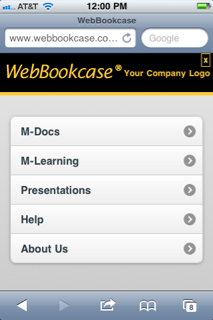 AT&T 12:00 PM
WebBookcase
www.webbookcase.co... Google
x
WebBookcase® Your Company Logo
M-Docs
M-Learning
Presentations
Help
About Us
8